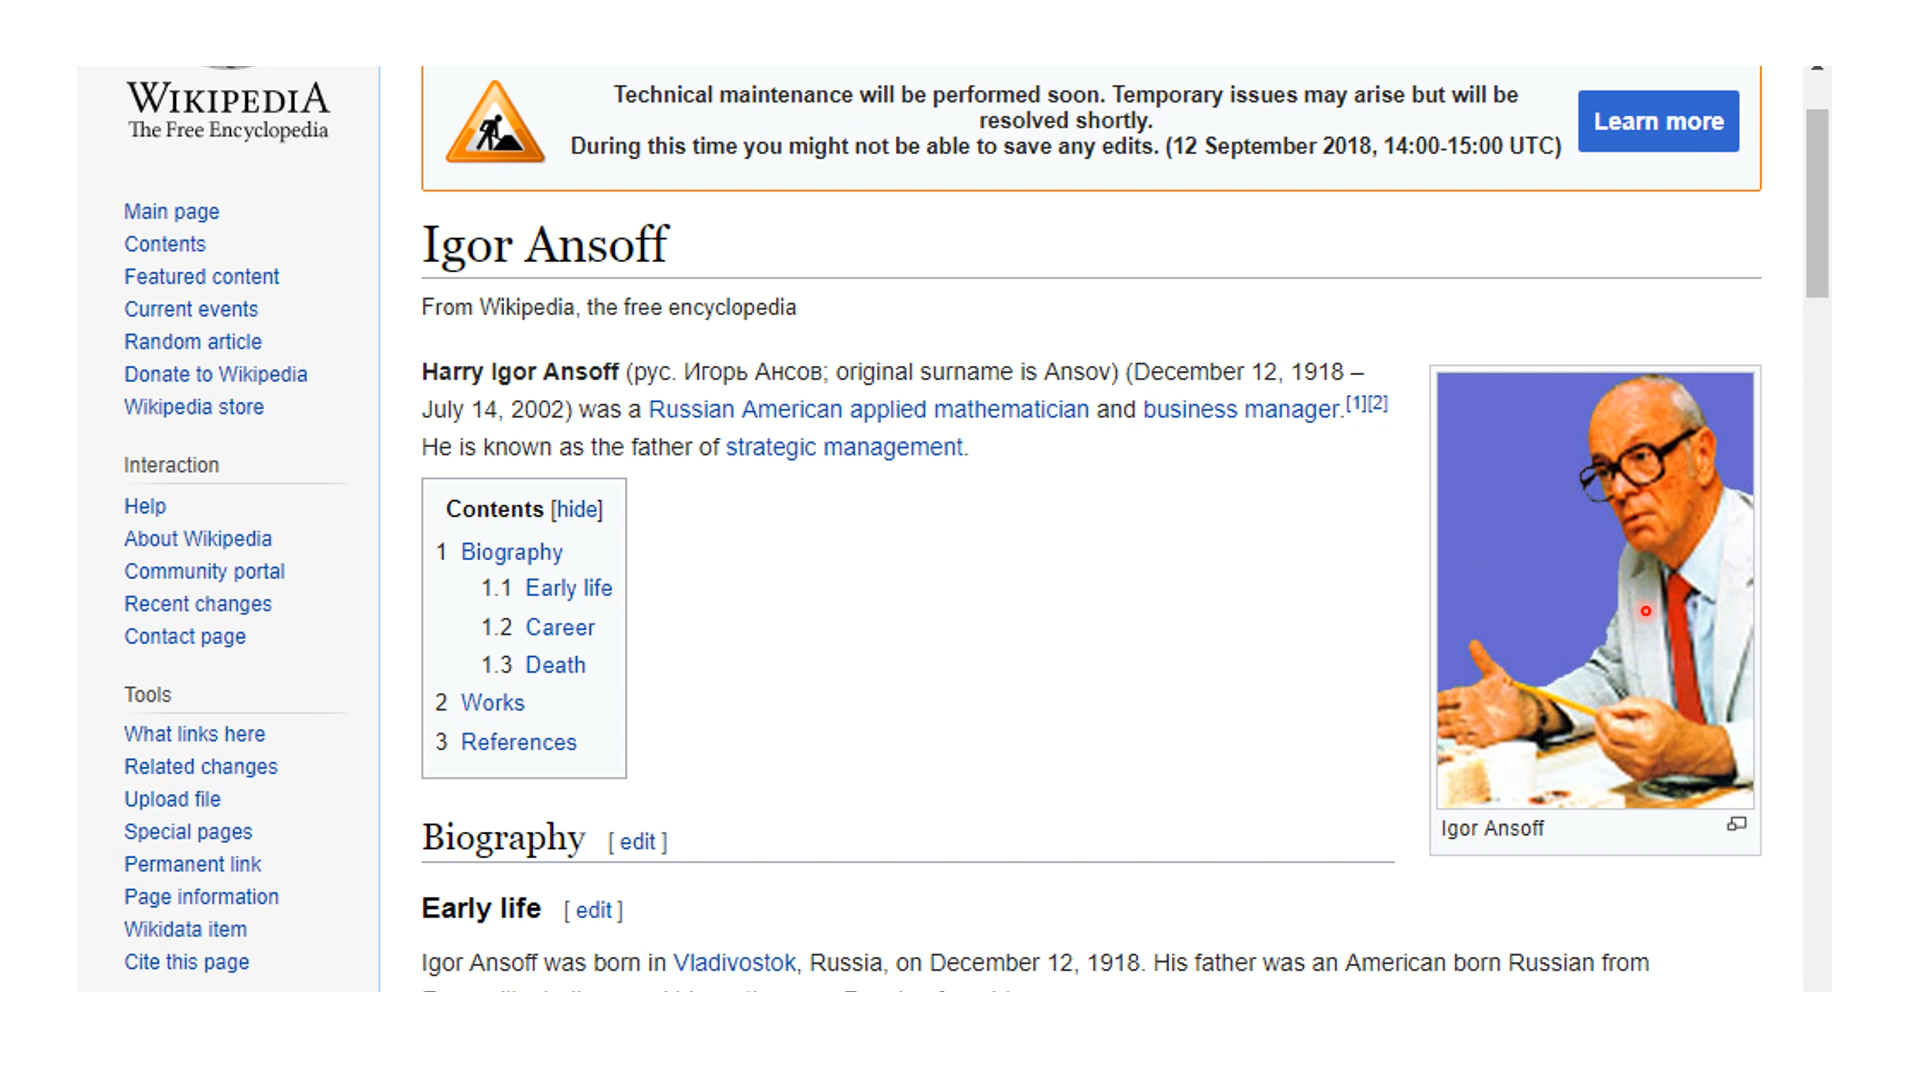 WIKIPEDIA
The Free Encyclopedia
Main page
Contents
Featured content
Current events
Random article
Donate to Wikipedia
Wikipedia store
Interaction
Help
About Wikipedia
Community portal
Recent changes
Contact page
Tools
What links here
Related changes
Upload file
Special pages
Permanent link
Page information
Wikidata item
Cite this page
Technical maintenance will be performed soon. Temporary issues may arise but will be
resolved shortly.
During this time you might not be able to save any edits. (12 September 2018, 14:00-15:00 UTC)
Learn more
Igor Ansoff
From Wikipedia, the free encyclopedia
Harry Igor Ansoff (рус. Игорь Ансов; original surname is Ansov) (December 12, 1918 –
July 14, 2002) was a Russian American applied mathematician and business manager.[1][2]
He is known as the father of strategic management.
Contents [hide]
1 Biography
1.1 Early life
1.2 Career
1.3 Death
2 Works
3 References
Igor Ansoff
Biography [ edit ]
Early life [ edit ]
Igor Ansoff was born in Vladivostok, Russia, on December 12, 1918. His father was an American born Russian from